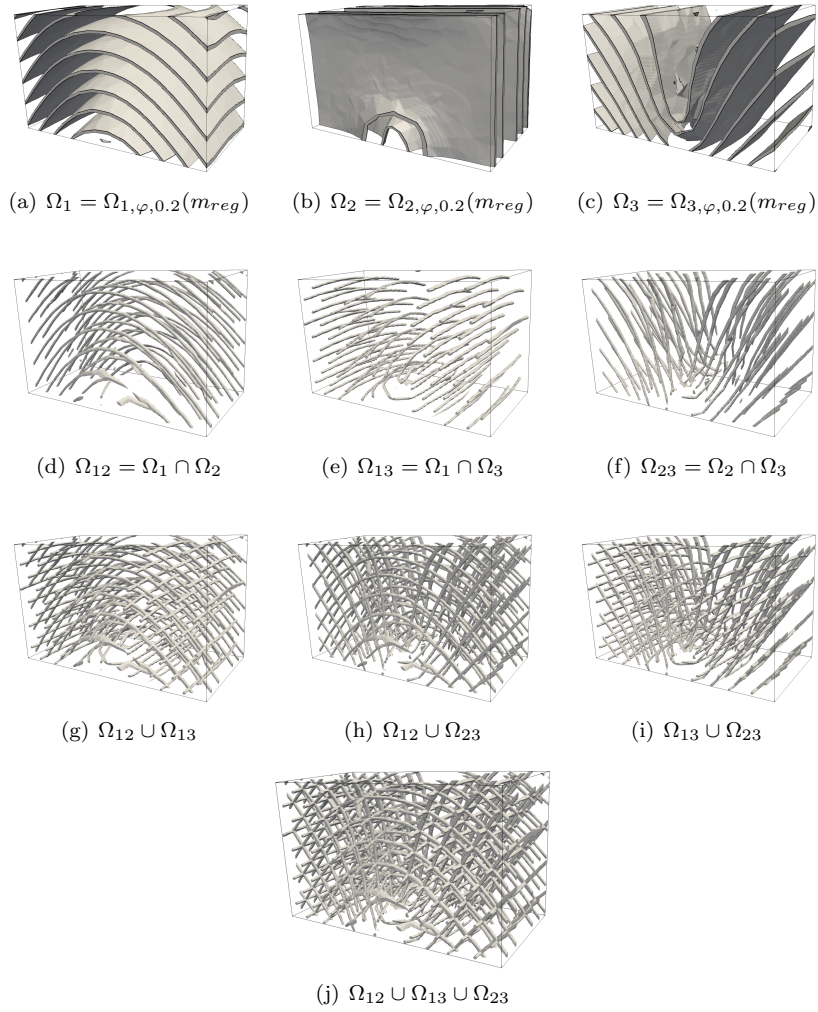 (a) Ω₁ = Ω₁,φ,0.2(mᵣₑg) (b) Ω₂ = Ω₂,φ,0.2(mᵣₑg) (c) Ω₃ = Ω₃,φ,0.2(mᵣₑg)
(d) Ω₁₂ = Ω₁ ∩ Ω₂ (e) Ω₁₃ = Ω₁ ∩ Ω₃ (f) Ω₂₃ = Ω₂ ∩ Ω₃
(g) Ω₁₂ ∪ Ω₁₃ (h) Ω₁₂ ∪ Ω₂₃ (i) Ω₁₃ ∪ Ω₂₃
(j) Ω₁₂ ∪ Ω₁₃ ∪ Ω₂₃